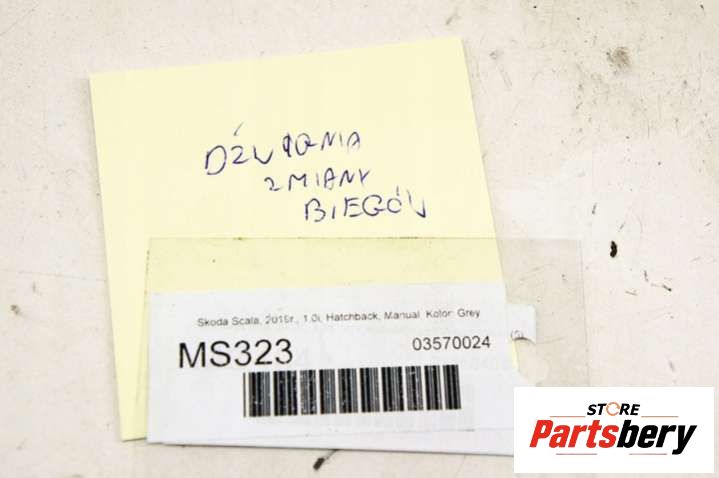 DŹWIGNIA
ZMIANY
BIEGÓW
Skoda Scala, 2019r., 1.0i, Hatchback, Manual Kolor: Grey
MS323
03570024
STORE
Partsbery